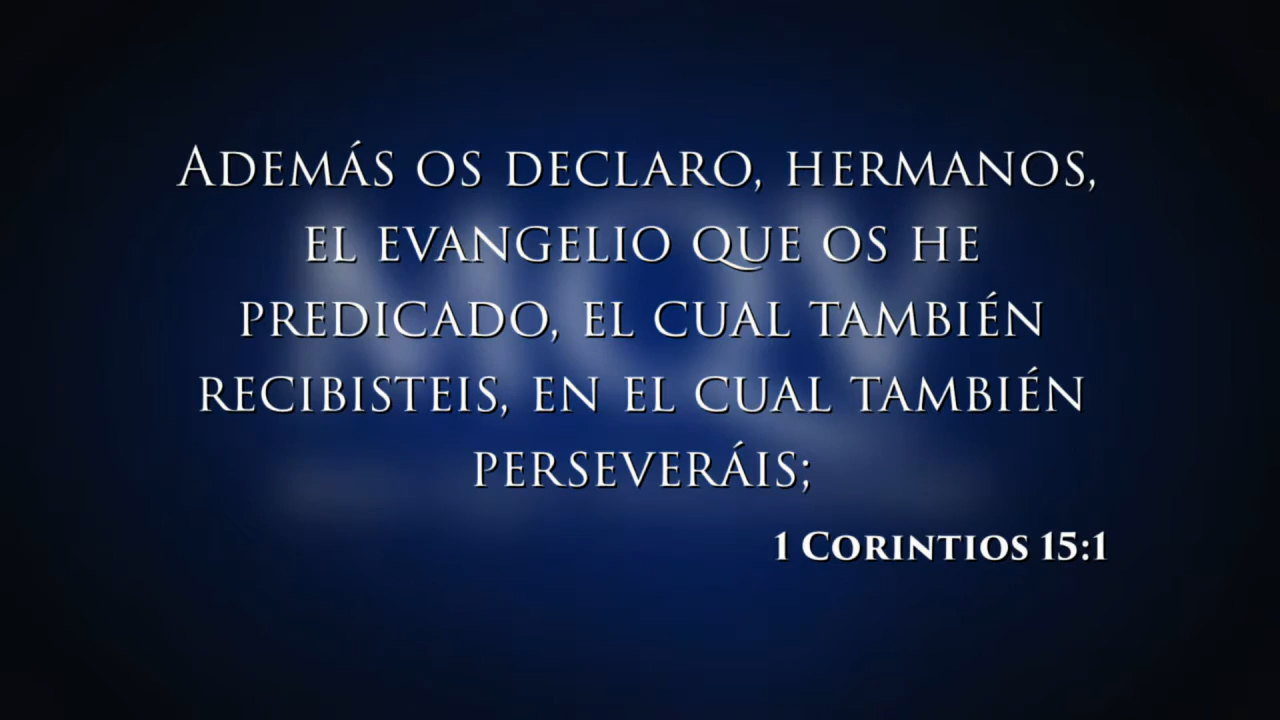 Además os declaro, hermanos,
el evangelio que os he
predicado, el cual también
recibisteis, en el cual también
perseveráis;
1 Corintios 15:1